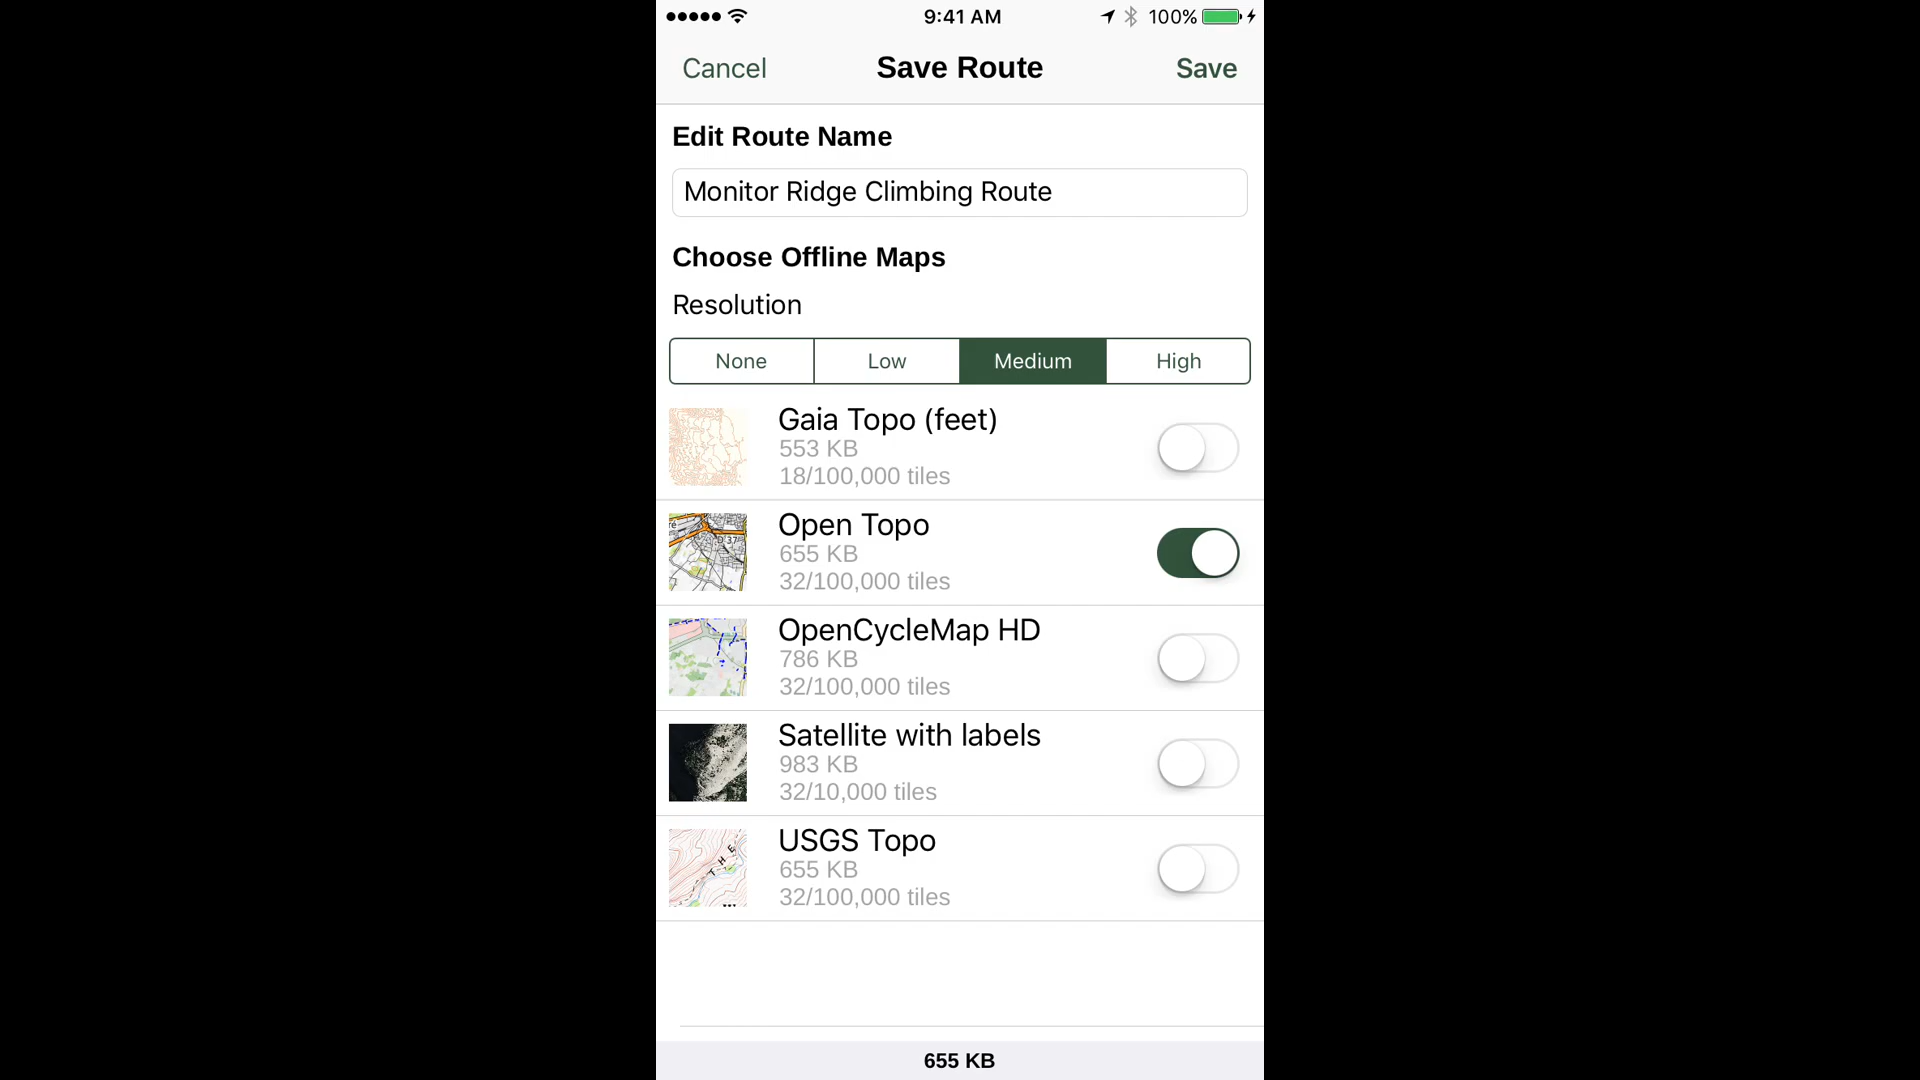 9:41 AM 100%
Cancel Save Route Save
Edit Route Name
Monitor Ridge Climbing Route
Choose Offline Maps
Resolution
None Low Medium High
Gaia Topo (feet)
553 KB
18/100,000 tiles
Open Topo
655 KB
32/100,000 tiles
D 37
OpenCycleMap HD
786 KB
32/100,000 tiles
Satellite with labels
983 KB
32/10,000 tiles
USGS Topo
655 KB
32/100,000 tiles
THE
655 KB